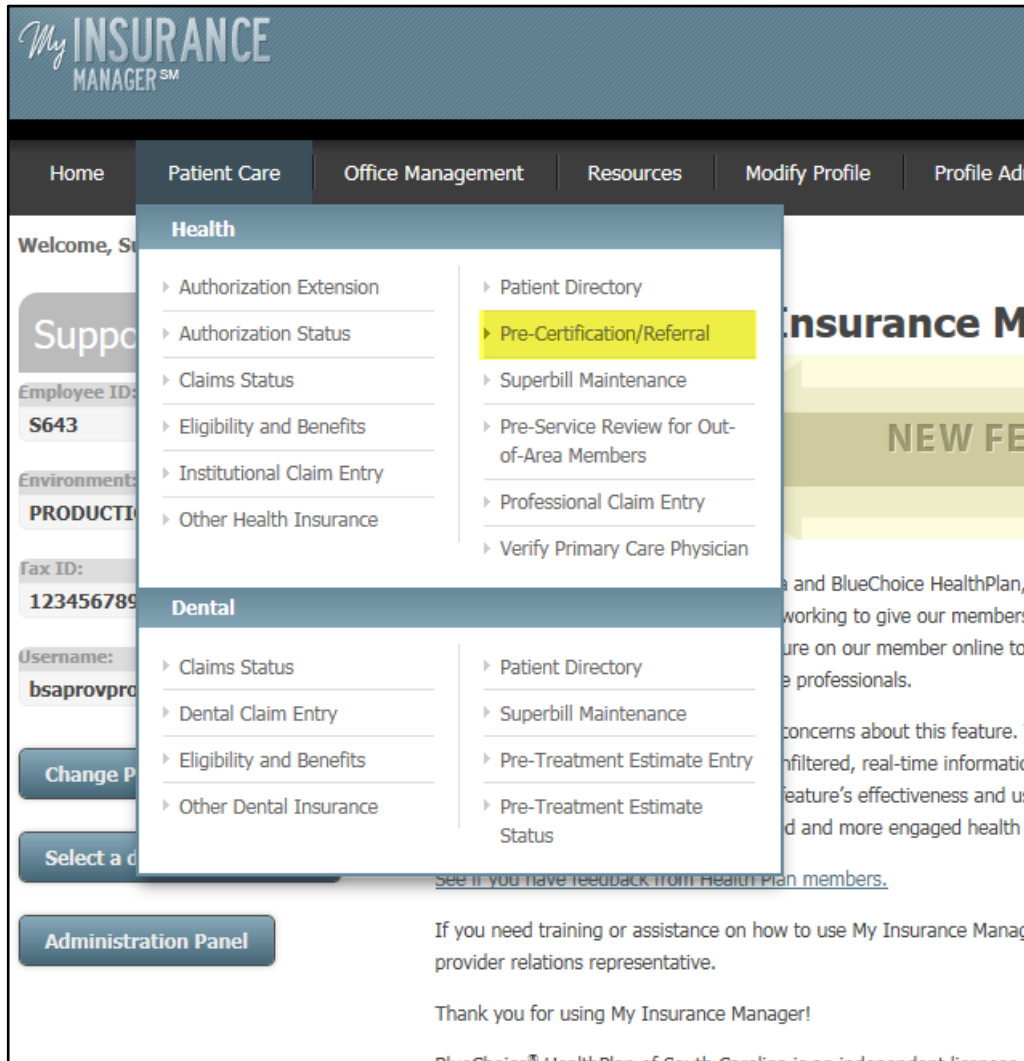 My INSURANCE
MANAGER℠
Home Patient Care Office Management Resources Modify Profile Profile
Welcome,
Health
Authorization Extension
Authorization Status
Claims Status
Eligibility and Benefits
Institutional Claim Entry
Other Health Insurance
Patient Directory
Pre-Certification/Referral
Superbill Maintenance
Pre-Service Review for Out-
of-Area Members
Professional Claim Entry
Verify Primary Care Physician
Dental
Claims Status
Dental Claim Entry
Eligibility and Benefits
Other Dental Insurance
Patient Directory
Superbill Maintenance
Pre-Treatment Estimate Entry
Pre-Treatment Estimate
Status
Suppo
Employee ID:
S643
Environment:
PRODUCTI
Tax ID:
123456789
Username:
bsaprovpro
Change P
Select a d
Administration Panel
Insurance M
NEW FE
and BlueChoice HealthPlan,
working to give our members
ure on our member online to
professionals.
concerns about this feature.
nfiltered, real-time informatio
feature's effectiveness and us
d and more engaged health
See if you have feedback from Health Plan members.
If you need training or assistance on how to use My Insurance Manag
provider relations representative.
Thank you for using My Insurance Manager!